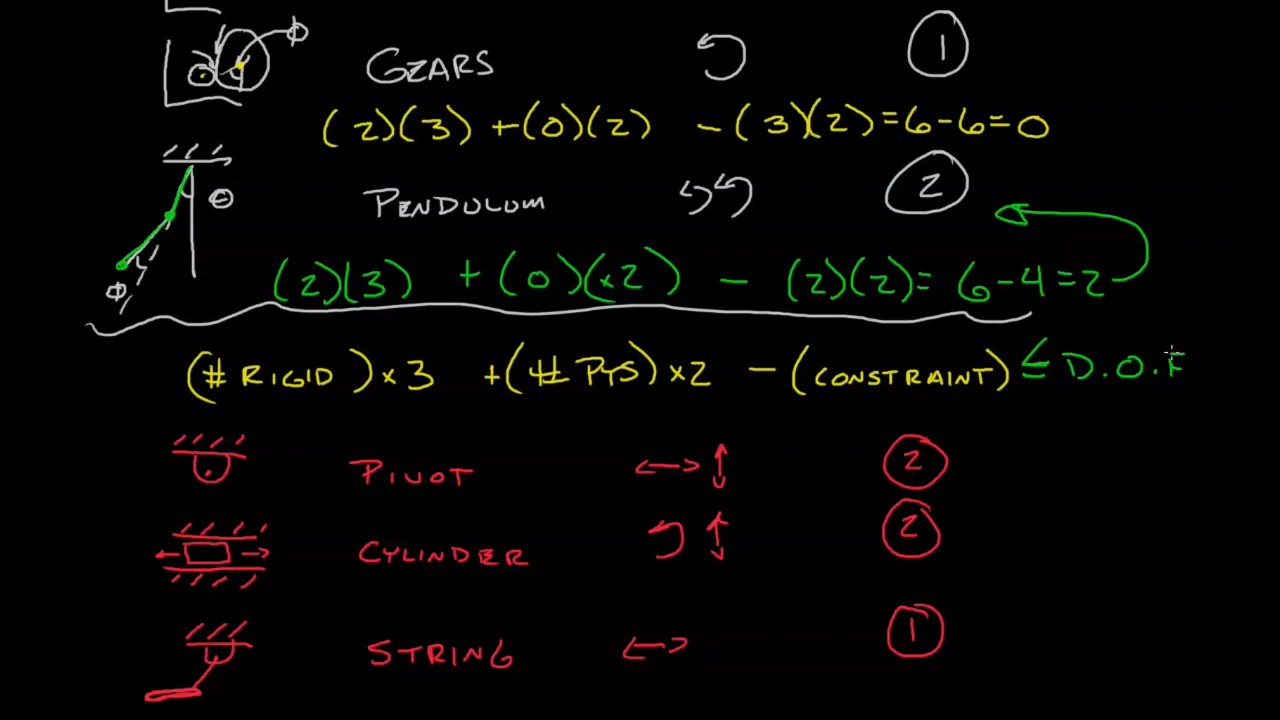 Φ GEARS 1
(2)(3) + (0)(2) - (3)(2) = 6-6 = 0
Θ PENDULUM 2
Φ (2)(3) + (0)(x2) - (2)(2) = 6-4 = 2
(# RIGID) x 3 + (# PTS) x 2 - (CONSTRAINT) ≤ D.O.F
PIVOT 2
CYLINDER 2
STRING 1